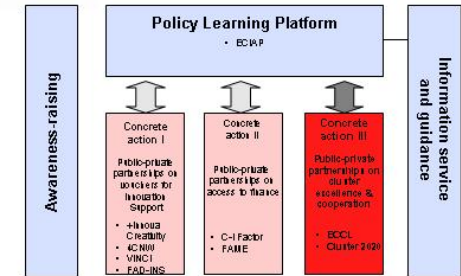 Policy Learning Platform
• ECIAP
Awareness-raising
Information service
and guidance
Concrete
action I
Public-private
partnerships on
vouchers for
Innovation
Support
• +Innova
Creativity
• 4CNW
• VINCI
• FAD-INS
Concrete
action II
Public-private
partnerships on
access to finance
• C-I Factor
• FAME
Concrete
action III
Public-private
partnerships on
cluster
excellence &
cooperation
• ECCL
• Cluster 2020